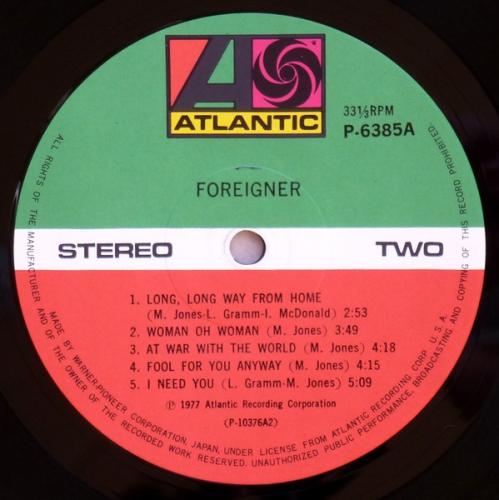 ATLANTIC
33⅓RPM
P-6385A
FOREIGNER
STEREO
TWO
1. LONG, LONG WAY FROM HOME
(M. Jones-L. Gramm-I. McDonald) 2:53
2. WOMAN OH WOMAN (M. Jones) 3:49
3. AT WAR WITH THE WORLD (M. Jones) 4:18
4. FOOL FOR YOU ANYWAY (M. Jones) 4:15
5. I NEED YOU (L. Gramm-M. Jones) 5:09
Ⓟ 1977 Atlantic Recording Corporation
(P-10376A2)
ALL RIGHTS OF THE MANUFACTURER AND OF THE OWNER OF THE RECORDED WORK RESERVED. UNAUTHORIZED PUBLIC PERFORMANCE, BROADCASTING AND COPYING OF THIS RECORD PROHIBITED.
MADE BY WARNER-PIONEER CORPORATION, JAPAN, UNDER LICENSE FROM ATLANTIC RECORDING CORP. U.S.A.